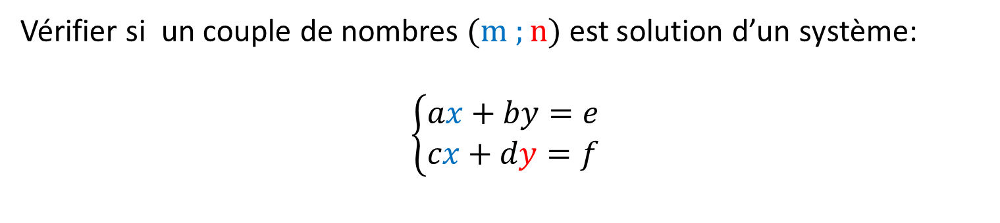 Vérifier si  un couple de nombres (m ; n) est solution d’un système:
{ax + by = e
cx + dy = f